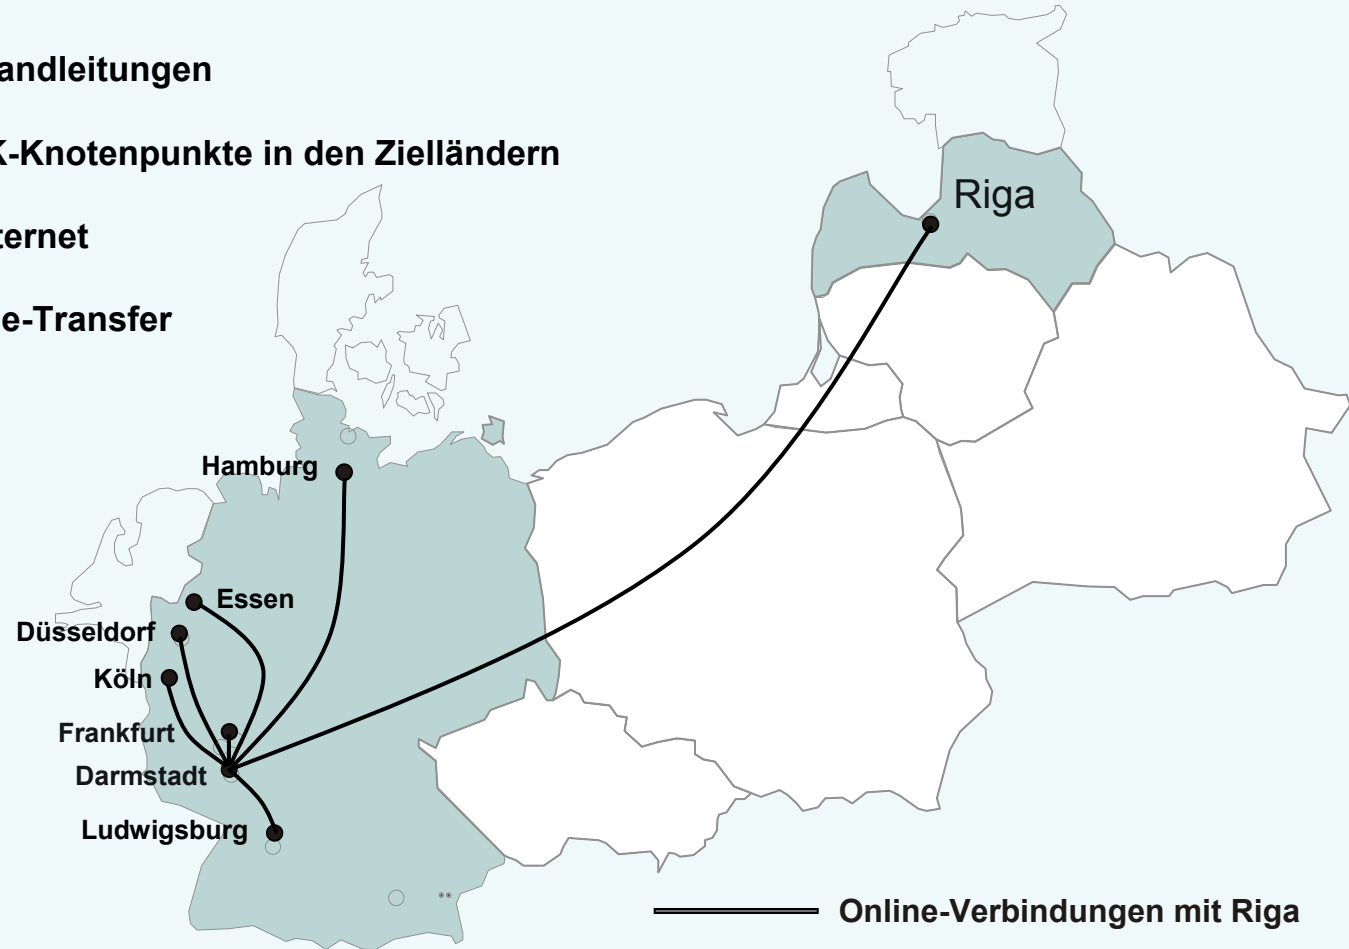 andleitungen
K-Knotenpunkte in den Zielländern
ternet
e-Transfer
Riga
Hamburg
Essen
Düsseldorf
Köln
Frankfurt
Darmstadt
Ludwigsburg
Online-Verbindungen mit Riga